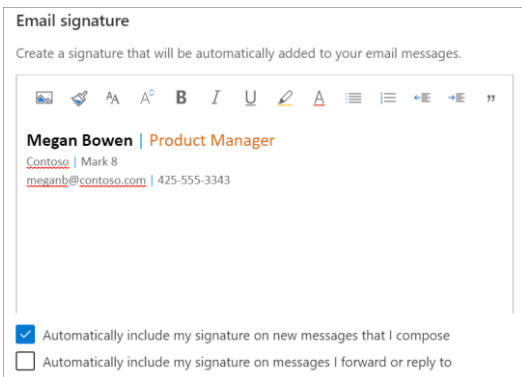 Email signature
Create a signature that will be automatically added to your email messages.
B I U A
Megan Bowen | Product Manager
Contoso | Mark 8
meganb@contoso.com | 425-555-3343
Automatically include my signature on new messages that I compose
Automatically include my signature on messages I forward or reply to